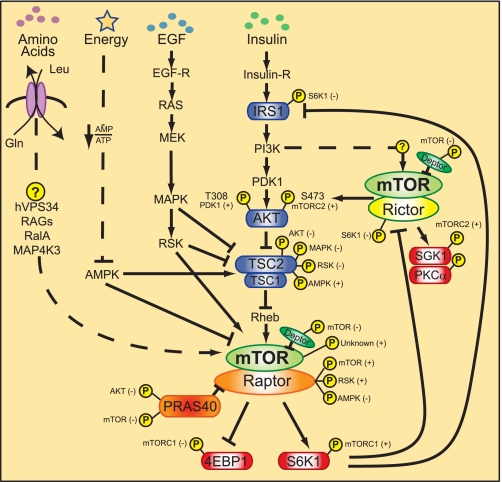 Amino
Acids
Energy
EGF
Insulin
Leu
Gln
EGF-R
RAS
MEK
MAPK
RSK
AMP
ATP
AMPK
?
hVPS34
RAGs
RalA
MAP4K3
Insulin-R
IRS1
P S6K1 (-)
PI3K
PDK1
T308
PDK1 (+)
P
P
S473
mTORC2 (+)
AKT
?
mTOR (-)
P
Deptor
mTOR
Rictor
S6K1 (-) P
mTORC2 (+)
P
P
SGK1
PKCα
P AKT (-)
P MAPK (-)
P RSK (-)
P AMPK (+)
TSC2
TSC1
Rheb
Deptor
P mTOR (-)
P Unknown (+)
mTOR
Raptor
P mTOR (+)
P RSK (+)
P AMPK (-)
AKT (-) P
mTOR (-) P
PRAS40
mTORC1 (-) P
4EBP1
S6K1
P mTORC1 (+)